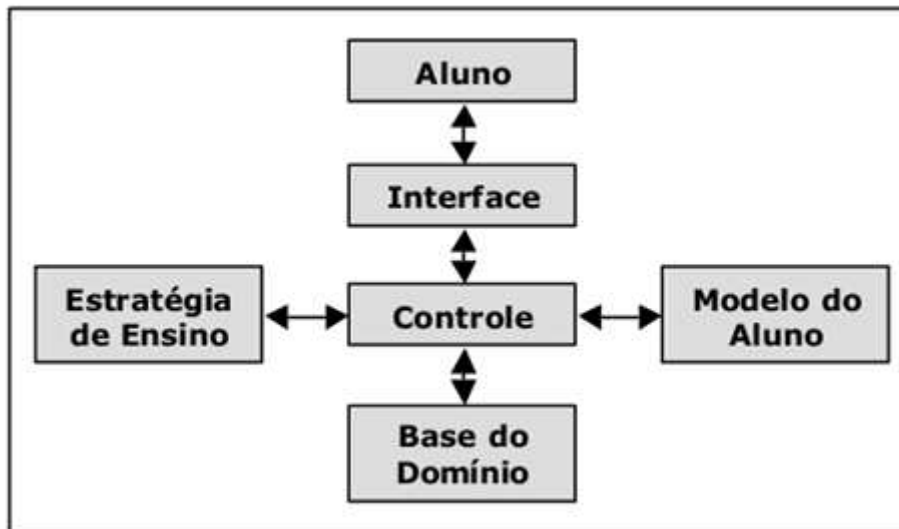 Aluno
Interface
Estratégia
de Ensino
Controle
Modelo do
Aluno
Base do
Domínio